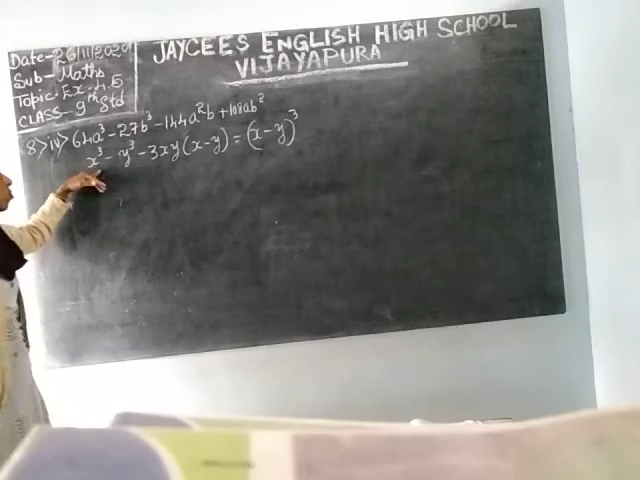 Date-26/11/2020
Sub- Maths
Topic: Ex-4.5
CLASS- 9th Std
JAYCEES ENGLISH HIGH SCHOOL
VIJAYAPURA
8> iv> 64a³-27b³-144a²b+108ab²
x³-y³-3xy(x-y)=(x-y)³